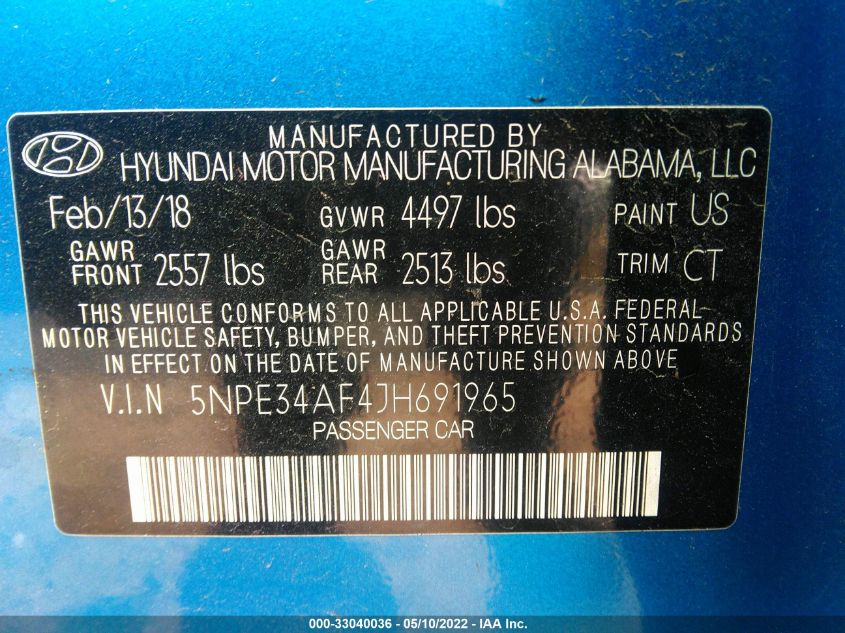 MANUFACTURED BY
HYUNDAI MOTOR MANUFACTURING ALABAMA, LLC
Feb/13/18 GVWR 4497 lbs PAINT US
GAWR FRONT 2557 lbs GAWR REAR 2513 lbs TRIM CT
THIS VEHICLE CONFORMS TO ALL APPLICABLE U.S.A. FEDERAL
MOTOR VEHICLE SAFETY, BUMPER, AND THEFT PREVENTION STANDARDS
IN EFFECT ON THE DATE OF MANUFACTURE SHOWN ABOVE
V.I.N 5NPE34AF4JH691965
PASSENGER CAR
000-33040036 - 05/10/2022 - IAA Inc.